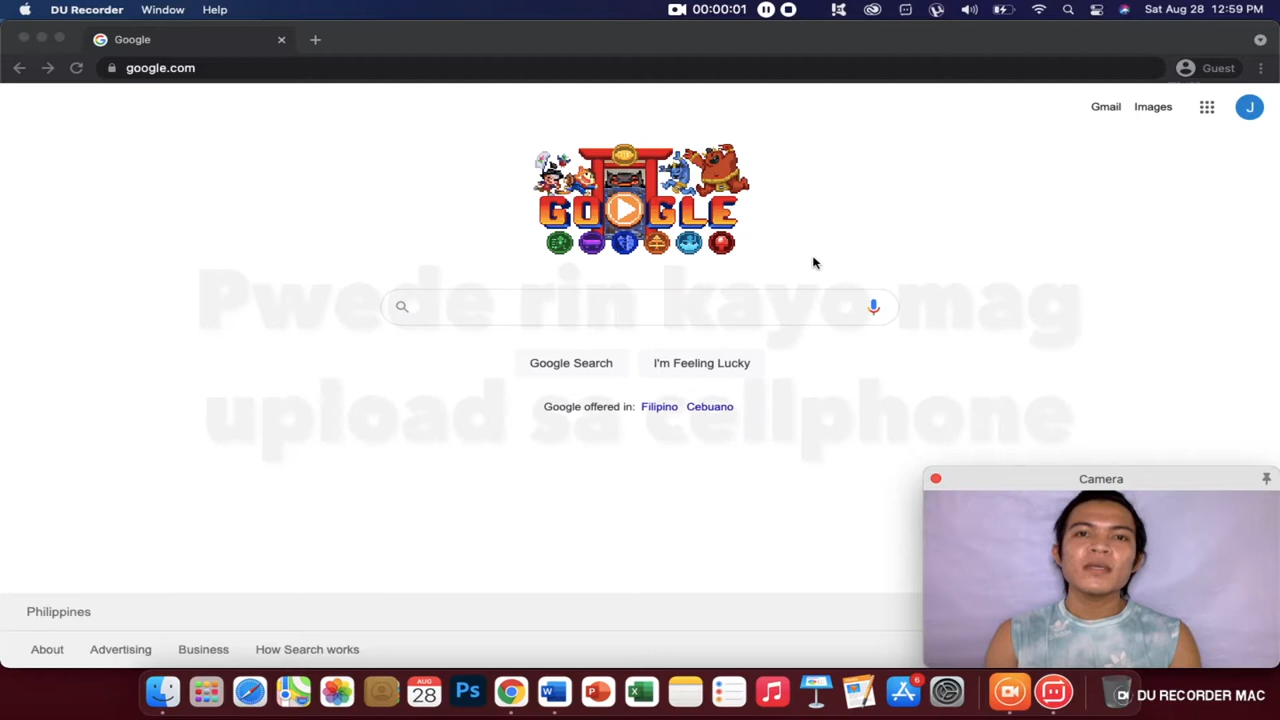 DU Recorder Window Help 00:00:01 Sat Aug 28 12:59 PM
Google
google.com Guest
Gmail Images J
GOOGLE
Pwede rin kayo mag
upload sa cellphone
Google Search I'm Feeling Lucky
Google offered in: Filipino Cebuano
Camera
Philippines
About Advertising Business How Search works
AUG
28
Ps
W
P
X
6
DU RECORDER MAC